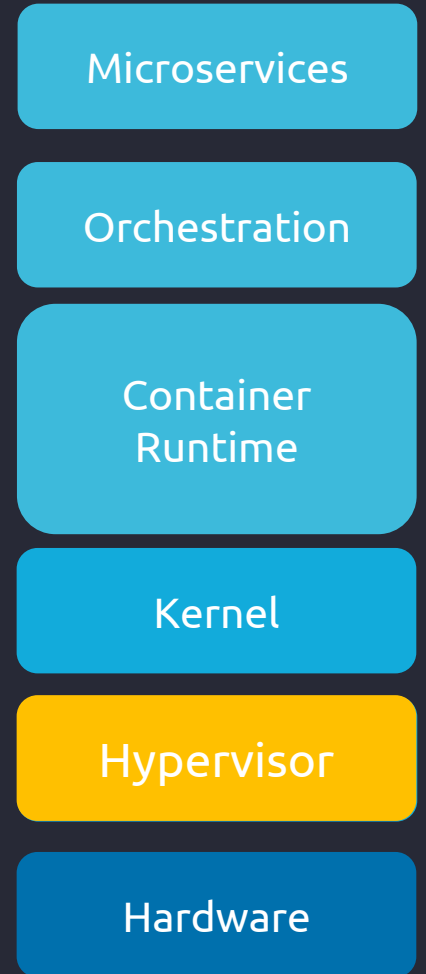 Microservices
Orchestration
Container
Runtime
Kernel
Hypervisor
Hardware